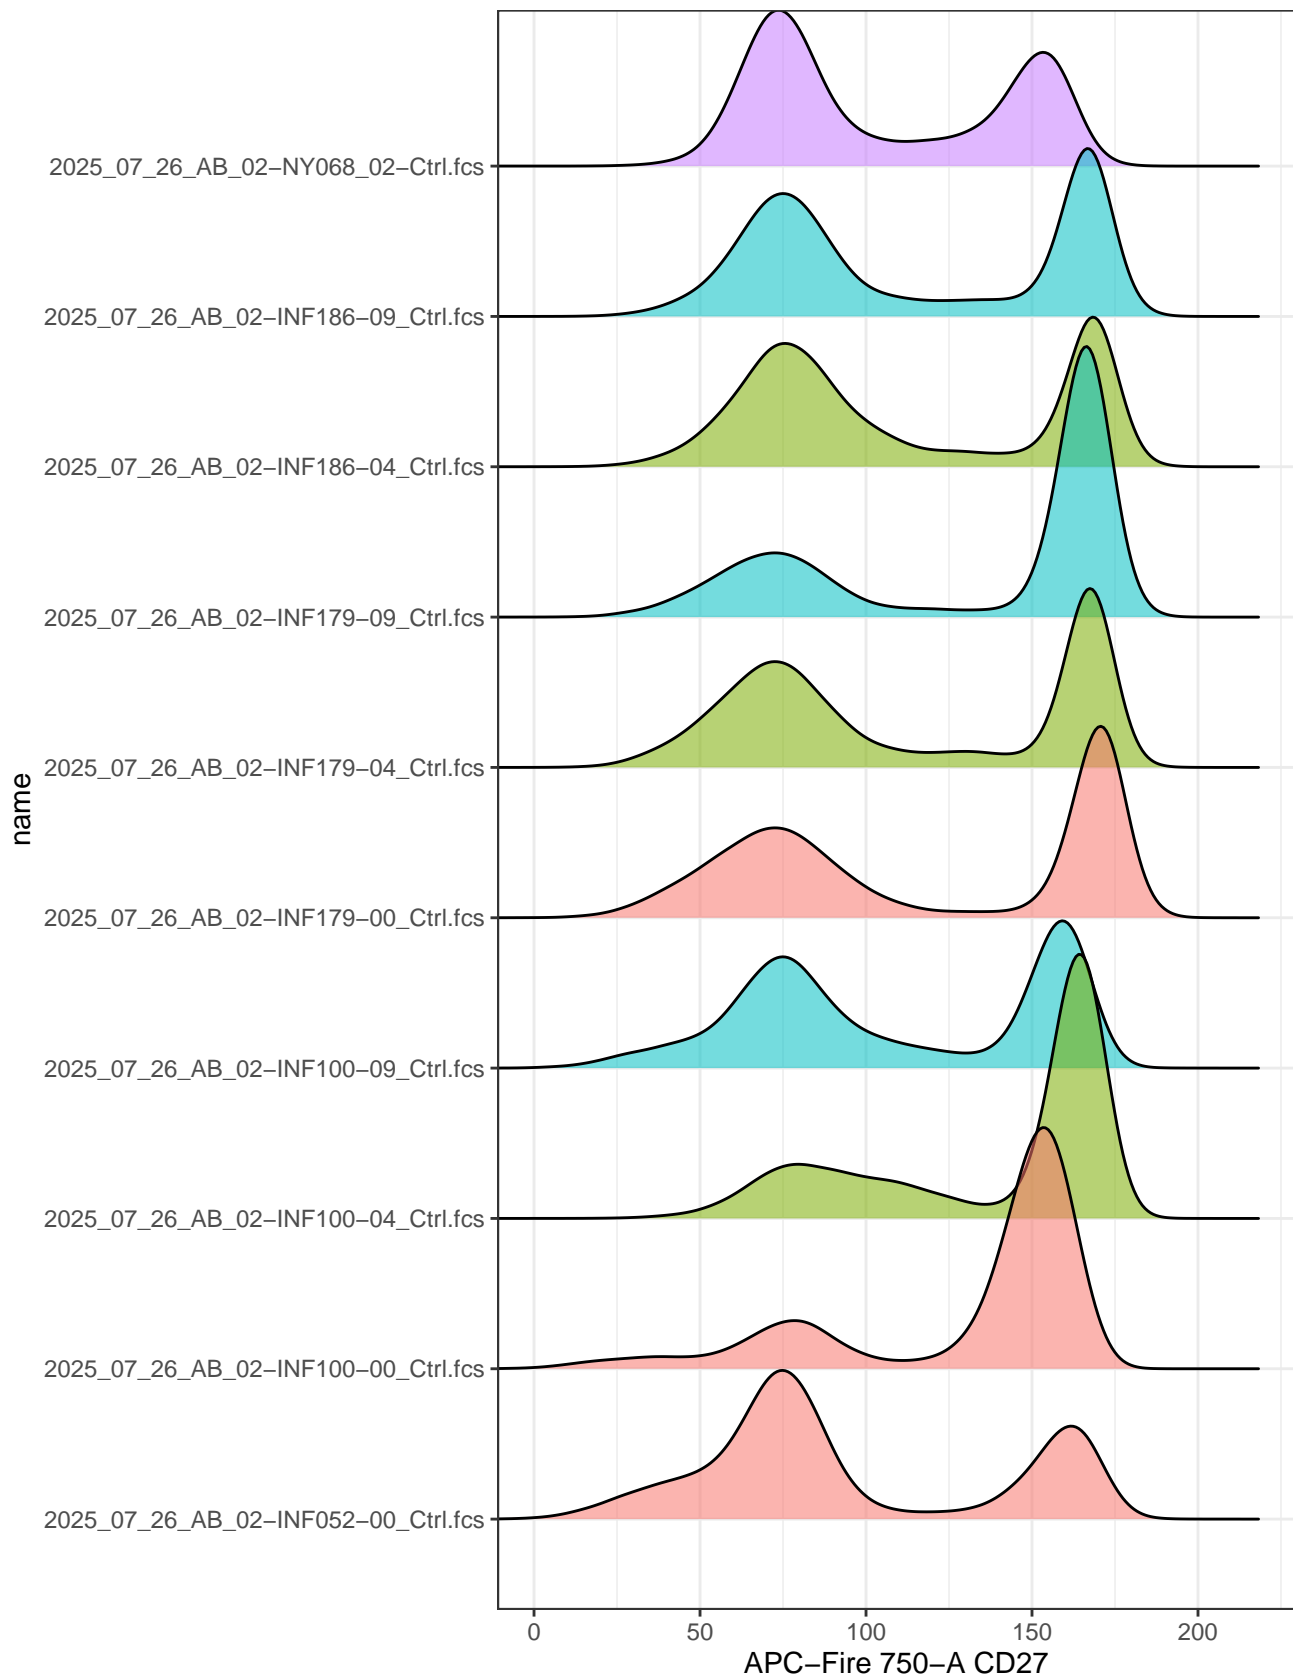 2025_07_26_AB_02−NY068_02−Ctrl.fcs
2025_07_26_AB_02−INF186−09_Ctrl.fcs
2025_07_26_AB_02−INF186−04_Ctrl.fcs
2025_07_26_AB_02−INF179−09_Ctrl.fcs
2025_07_26_AB_02−INF179−04_Ctrl.fcs
name
2025_07_26_AB_02−INF179−00_Ctrl.fcs
2025_07_26_AB_02−INF100−09_Ctrl.fcs
2025_07_26_AB_02−INF100−04_Ctrl.fcs
2025_07_26_AB_02−INF100−00_Ctrl.fcs
2025_07_26_AB_02−INF052−00_Ctrl.fcs
0 50 100 150 200
APC−Fire 750−A CD27